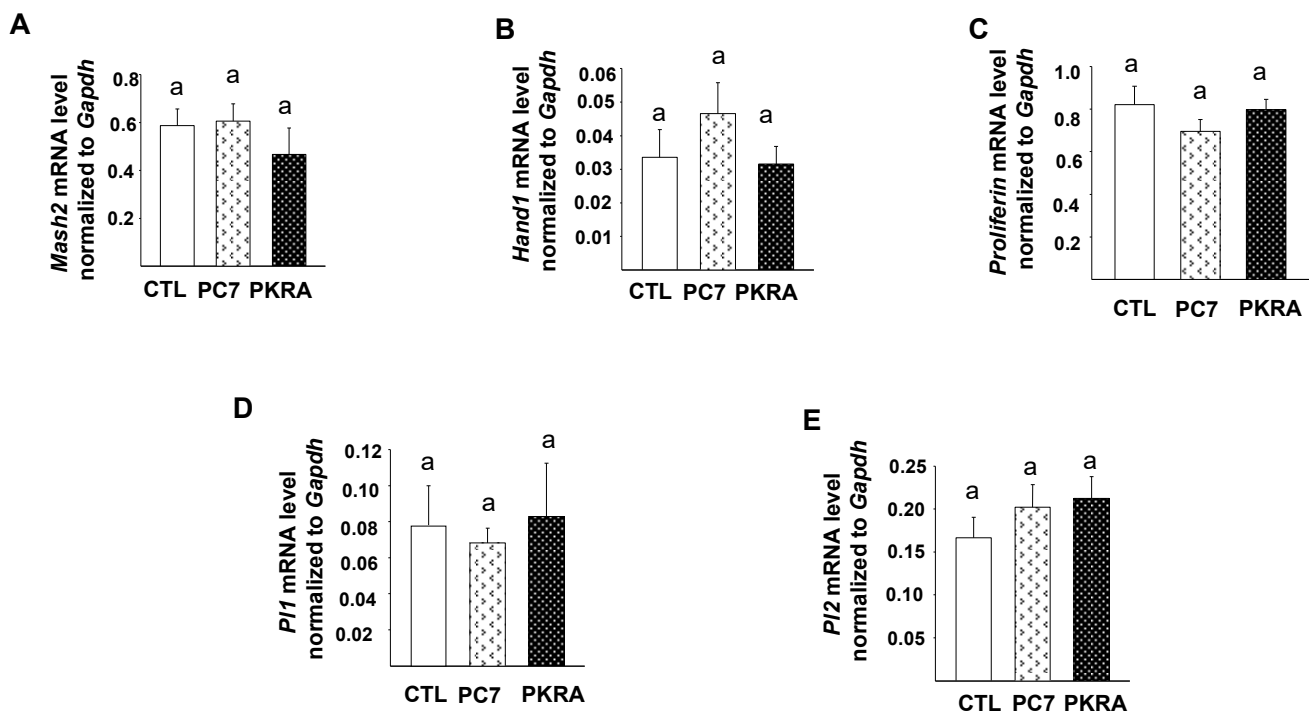 A
Mash2 mRNA level
normalized to Gapdh
0.8
0.6
0.4
0.2
a
a
a
CTL PC7 PKRA
B
Hand1 mRNA level
normalized to Gapdh
0.06
0.05
0.04
0.03
0.02
0.01
a
a
a
CTL PC7 PKRA
C
Proliferin mRNA level
normalized to Gapdh
1.0
0.8
0.6
0.4
0.2
a
a
a
CTL PC7 PKRA
D
Pl1 mRNA level
normalized to Gapdh
0.12
0.10
0.08
0.06
0.04
0.02
a
a
a
CTL PC7 PKRA
E
Pl2 mRNA level
normalized to Gapdh
0.25
0.20
0.15
0.10
0.05
a
a
a
CTL PC7 PKRA